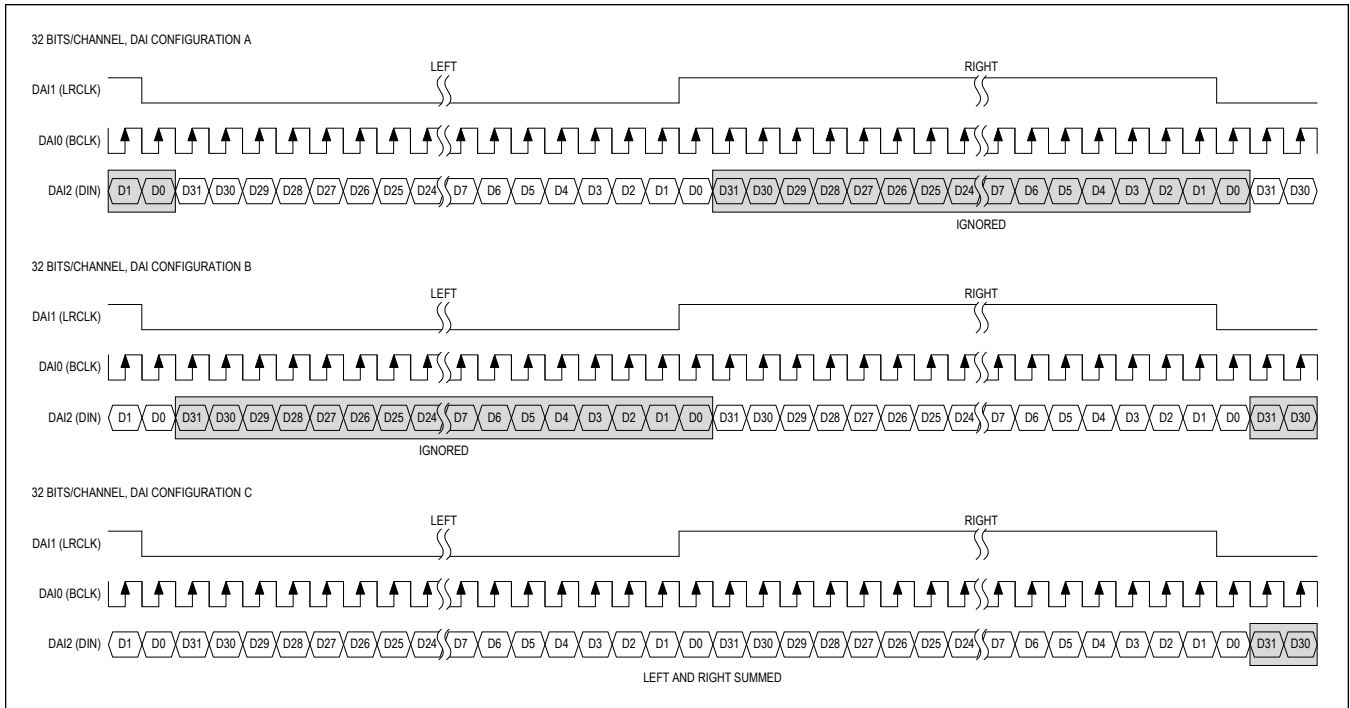 32 BITS/CHANNEL, DAI CONFIGURATION A
LEFT RIGHT
DAI1 (LRCLK)
DAI0 (BCLK)
DAI2 (DIN) D1 D0 D31 D30 D29 D28 D27 D26 D25 D24 D7 D6 D5 D4 D3 D2 D1 D0 D31 D30 D29 D28 D27 D26 D25 D24 D7 D6 D5 D4 D3 D2 D1 D0 D31 D30
IGNORED
32 BITS/CHANNEL, DAI CONFIGURATION B
LEFT RIGHT
DAI1 (LRCLK)
DAI0 (BCLK)
DAI2 (DIN) D1 D0 D31 D30 D29 D28 D27 D26 D25 D24 D7 D6 D5 D4 D3 D2 D1 D0 D31 D30 D29 D28 D27 D26 D25 D24 D7 D6 D5 D4 D3 D2 D1 D0 D31 D30
IGNORED
32 BITS/CHANNEL, DAI CONFIGURATION C
LEFT RIGHT
DAI1 (LRCLK)
DAI0 (BCLK)
DAI2 (DIN) D1 D0 D31 D30 D29 D28 D27 D26 D25 D24 D7 D6 D5 D4 D3 D2 D1 D0 D31 D30 D29 D28 D27 D26 D25 D24 D7 D6 D5 D4 D3 D2 D1 D0 D31 D30
LEFT AND RIGHT SUMMED